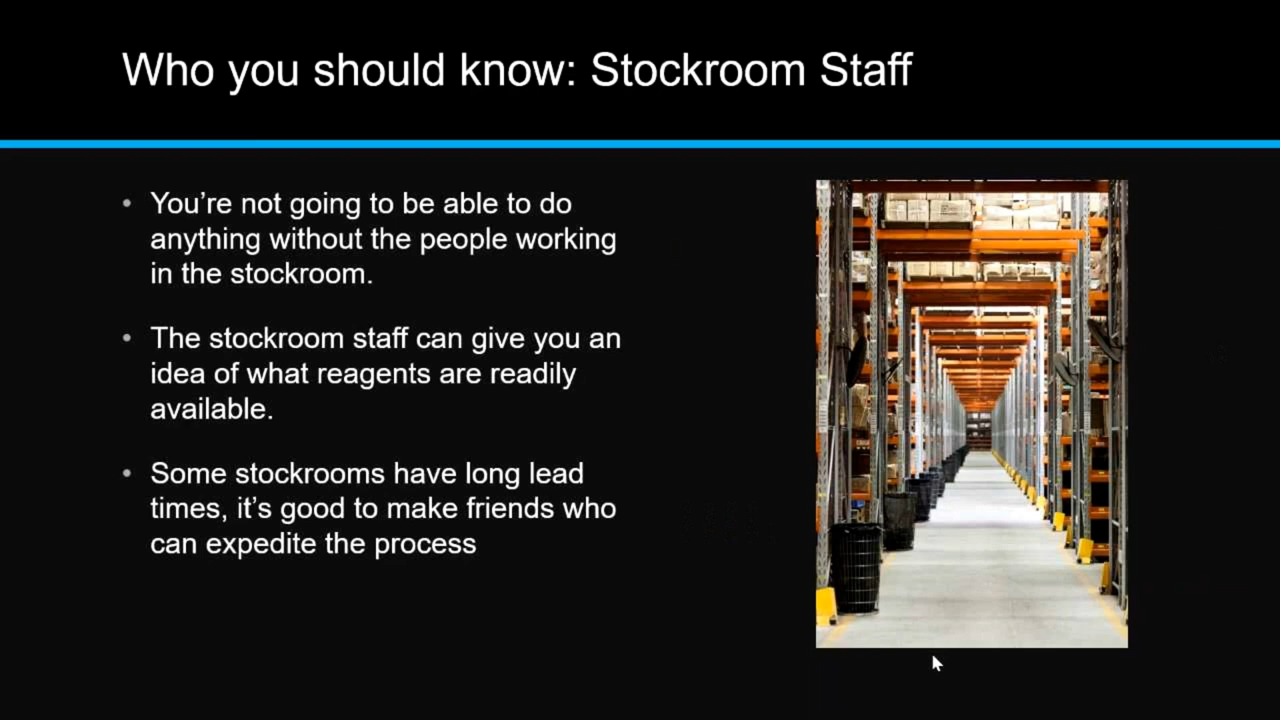 Who you should know: Stockroom Staff
• You’re not going to be able to do
anything without the people working
in the stockroom.
• The stockroom staff can give you an
idea of what reagents are readily
available.
• Some stockrooms have long lead
times, it’s good to make friends who
can expedite the process